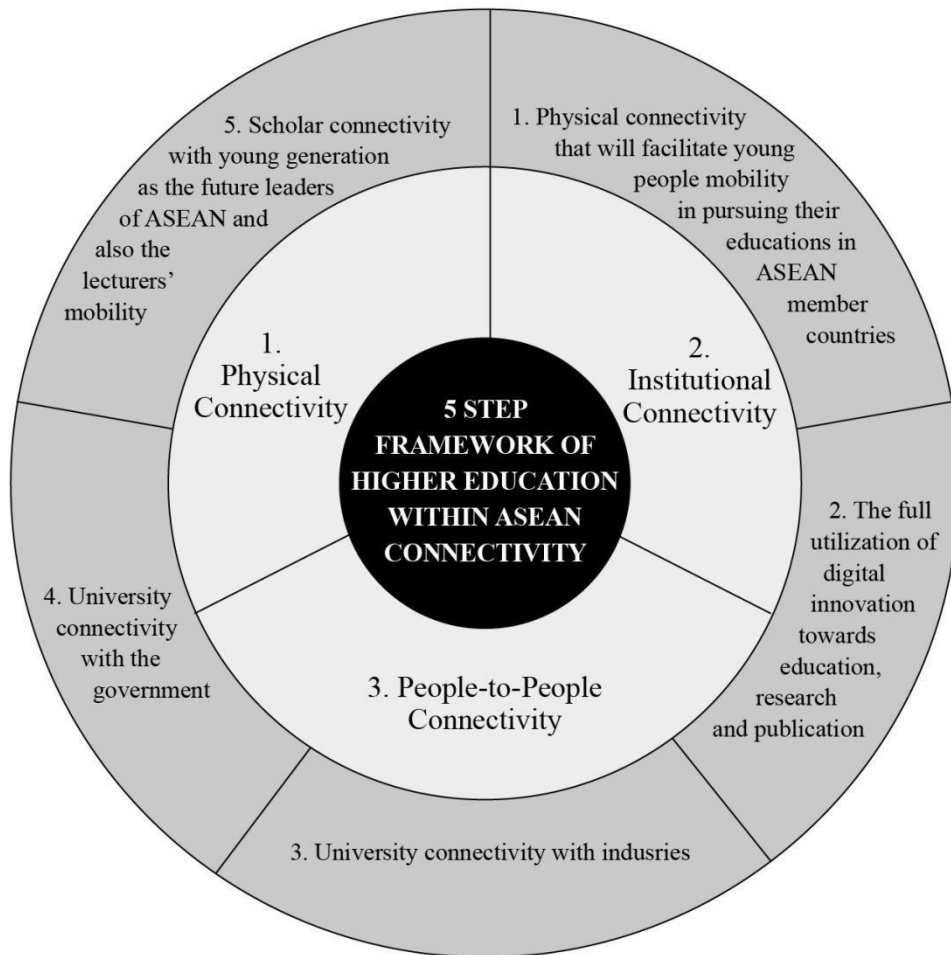 5 STEP
FRAMEWORK OF
HIGHER EDUCATION
WITHIN ASEAN
CONNECTIVITY
1.
Physical
Connectivity
2.
Institutional
Connectivity
3. People-to-People
Connectivity
1. Physical connectivity
that will facilitate young
people mobility
in pursuing their
educations in
ASEAN
member
countries
2. The full
utilization of
digital
innovation
towards
education,
research
and publication
3. University connectivity with indusries
4. University
connectivity
with the
government
5. Scholar connectivity
with young generation
as the future leaders
of ASEAN and
also the
lecturers’
mobility